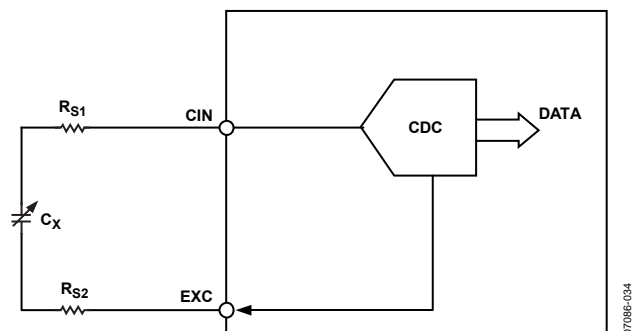 RS1
CIN
CDC
DATA
CX
RS2
EXC
07086-034